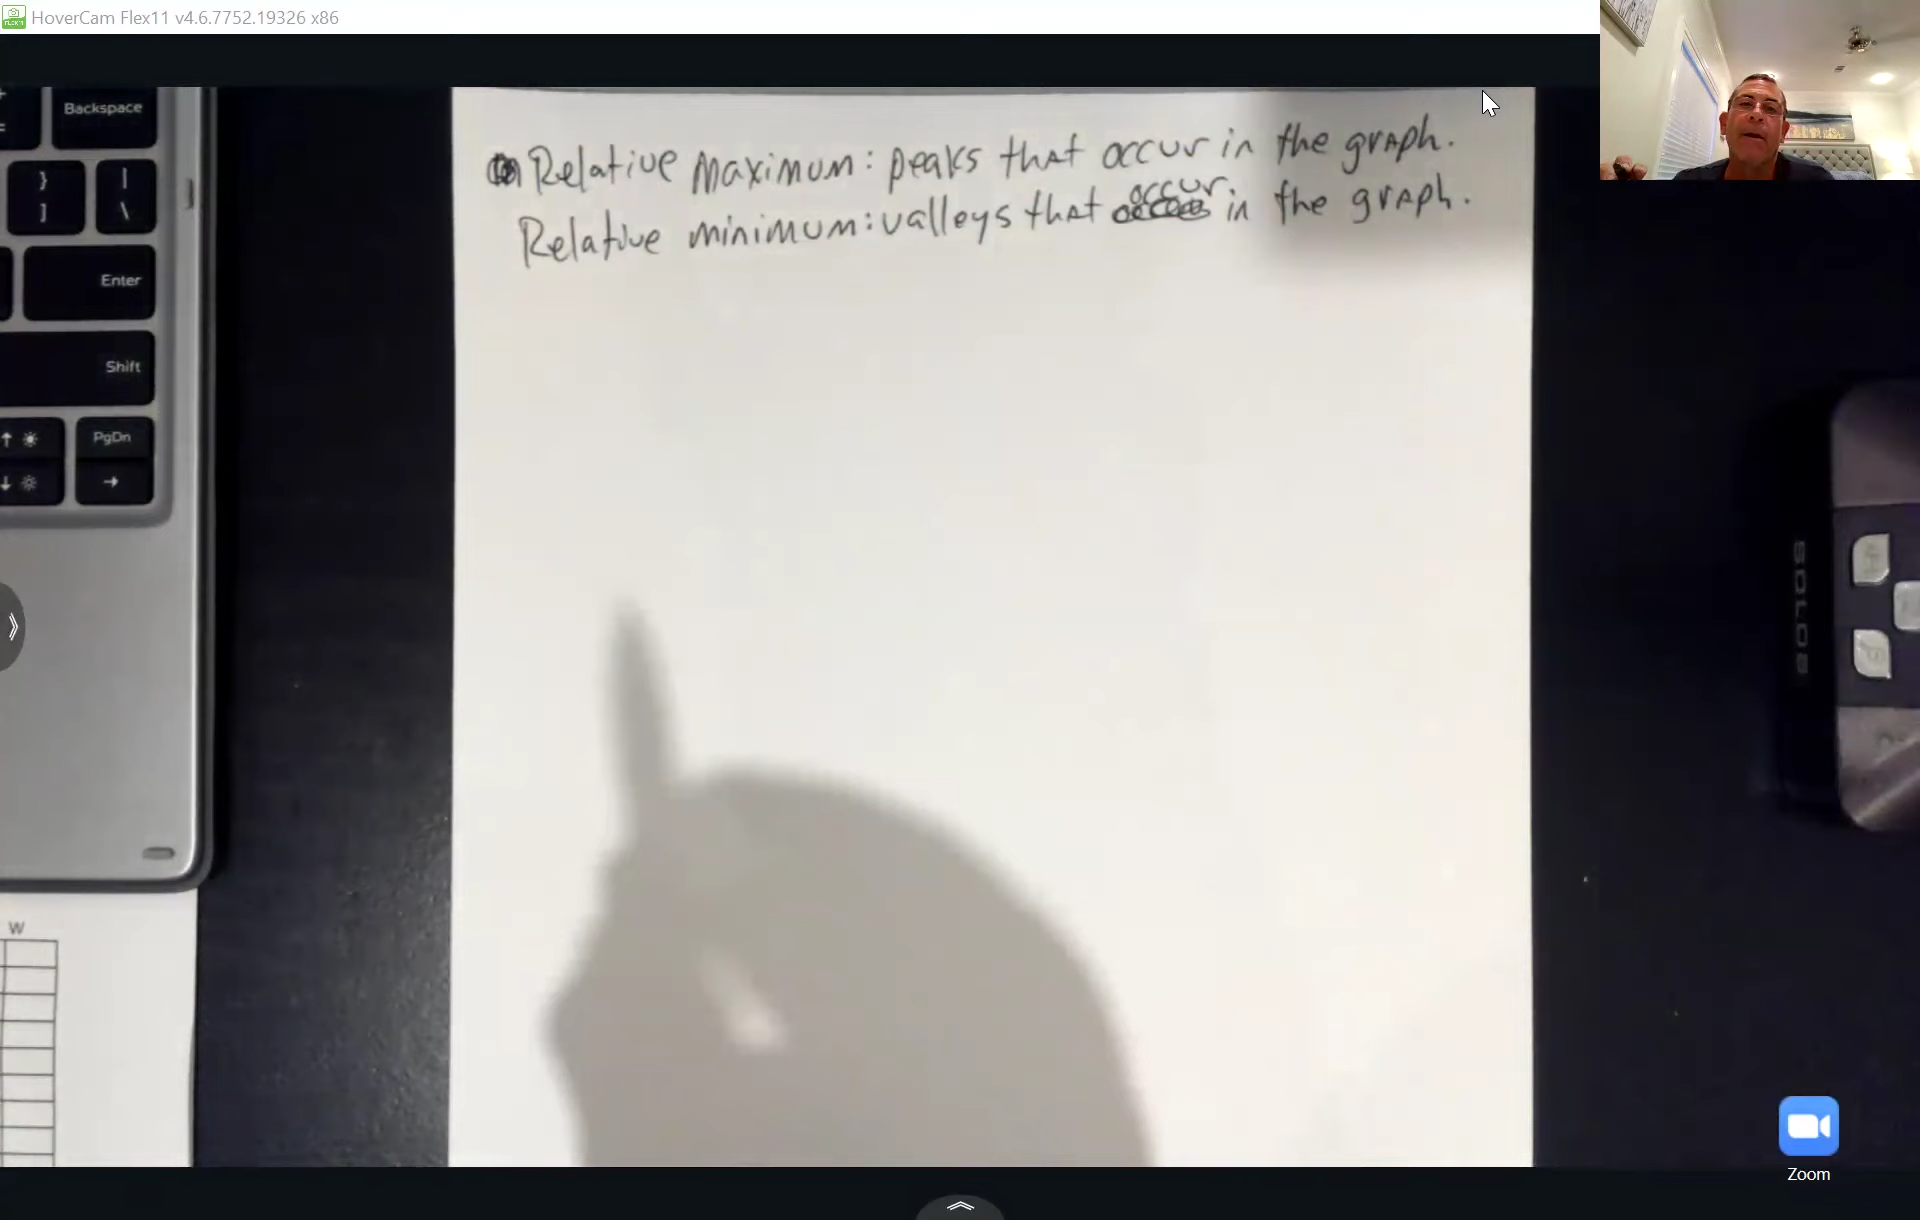 HoverCam Flex11 v4.6.7752.19326 x86
Relative maximum: peaks that occur in the graph.
Relative minimum: valleys that occur in the graph.
Backspace
}
]
|
\
Enter
Shift
PgDn
W
SOLO8
Zoom